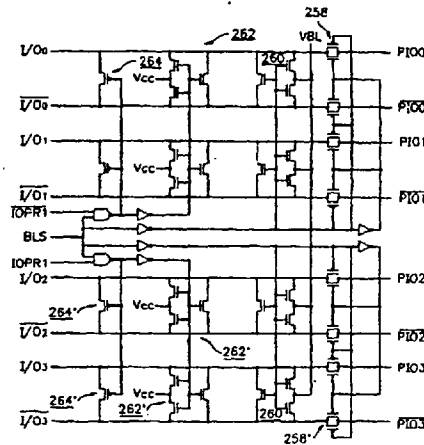 258
I/O0 262 VBL PIO0
264 260
VCC
I/O0 PIO0
I/O1 PIO1
VCC
I/O1 PIO1
IOPR1
BLS
IOPR1
I/O2 PIO2
264' VCC
I/O2 262' PIO2
I/O3 PIO3
264' VCC
262' 260
I/O3 258' PIO3